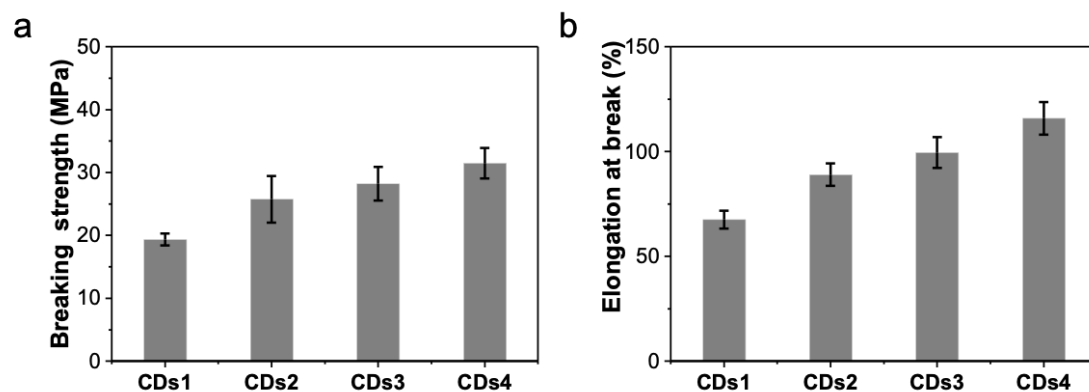 a
Breaking strength (MPa)
50
40
30
20
10
0
CDs1 CDs2 CDs3 CDs4
b
Elongation at break (%)
150
100
50
0
CDs1 CDs2 CDs3 CDs4